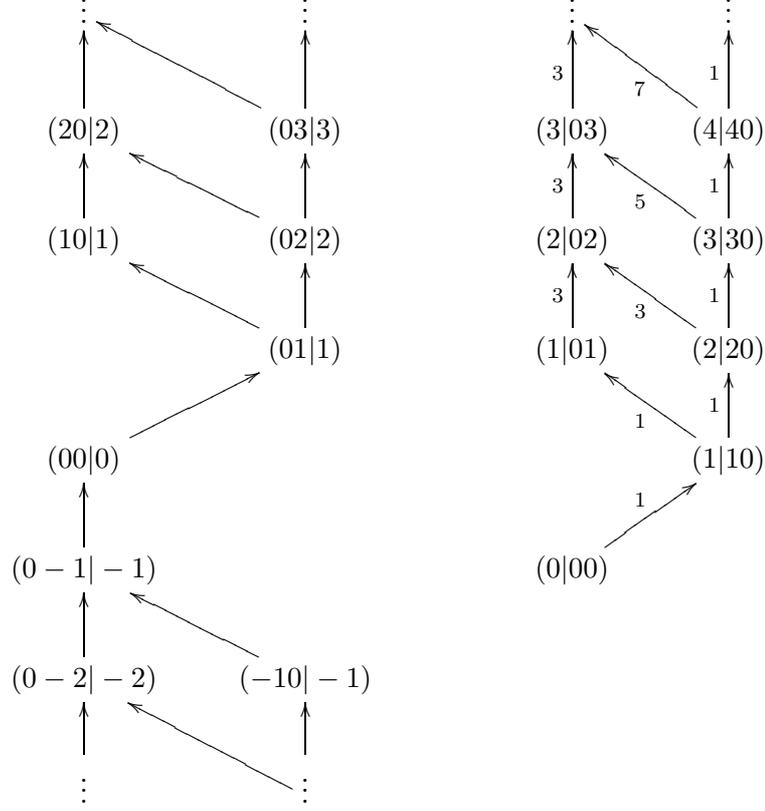 ⋮ ⋮ ⋮ ⋮
3 7 1
(20|2) (03|3) (3|03) (4|40)
3 5 1
(10|1) (02|2) (2|02) (3|30)
3 3 1
(01|1) (1|01) (2|20)
1 1
(00|0) (1|10)
1
(0 − 1| − 1) (0|00)
(0 − 2| − 2) (−10| − 1)
⋮ ⋮